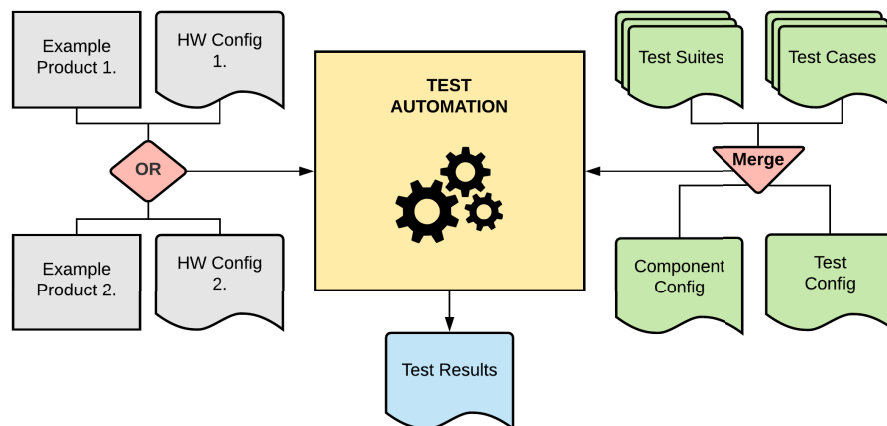 Example
Product 1.
HW Config
1.
TEST
AUTOMATION
Test Suites
Test Cases
OR
Merge
Example
Product 2.
HW Config
2.
Component
Config
Test
Config
Test Results